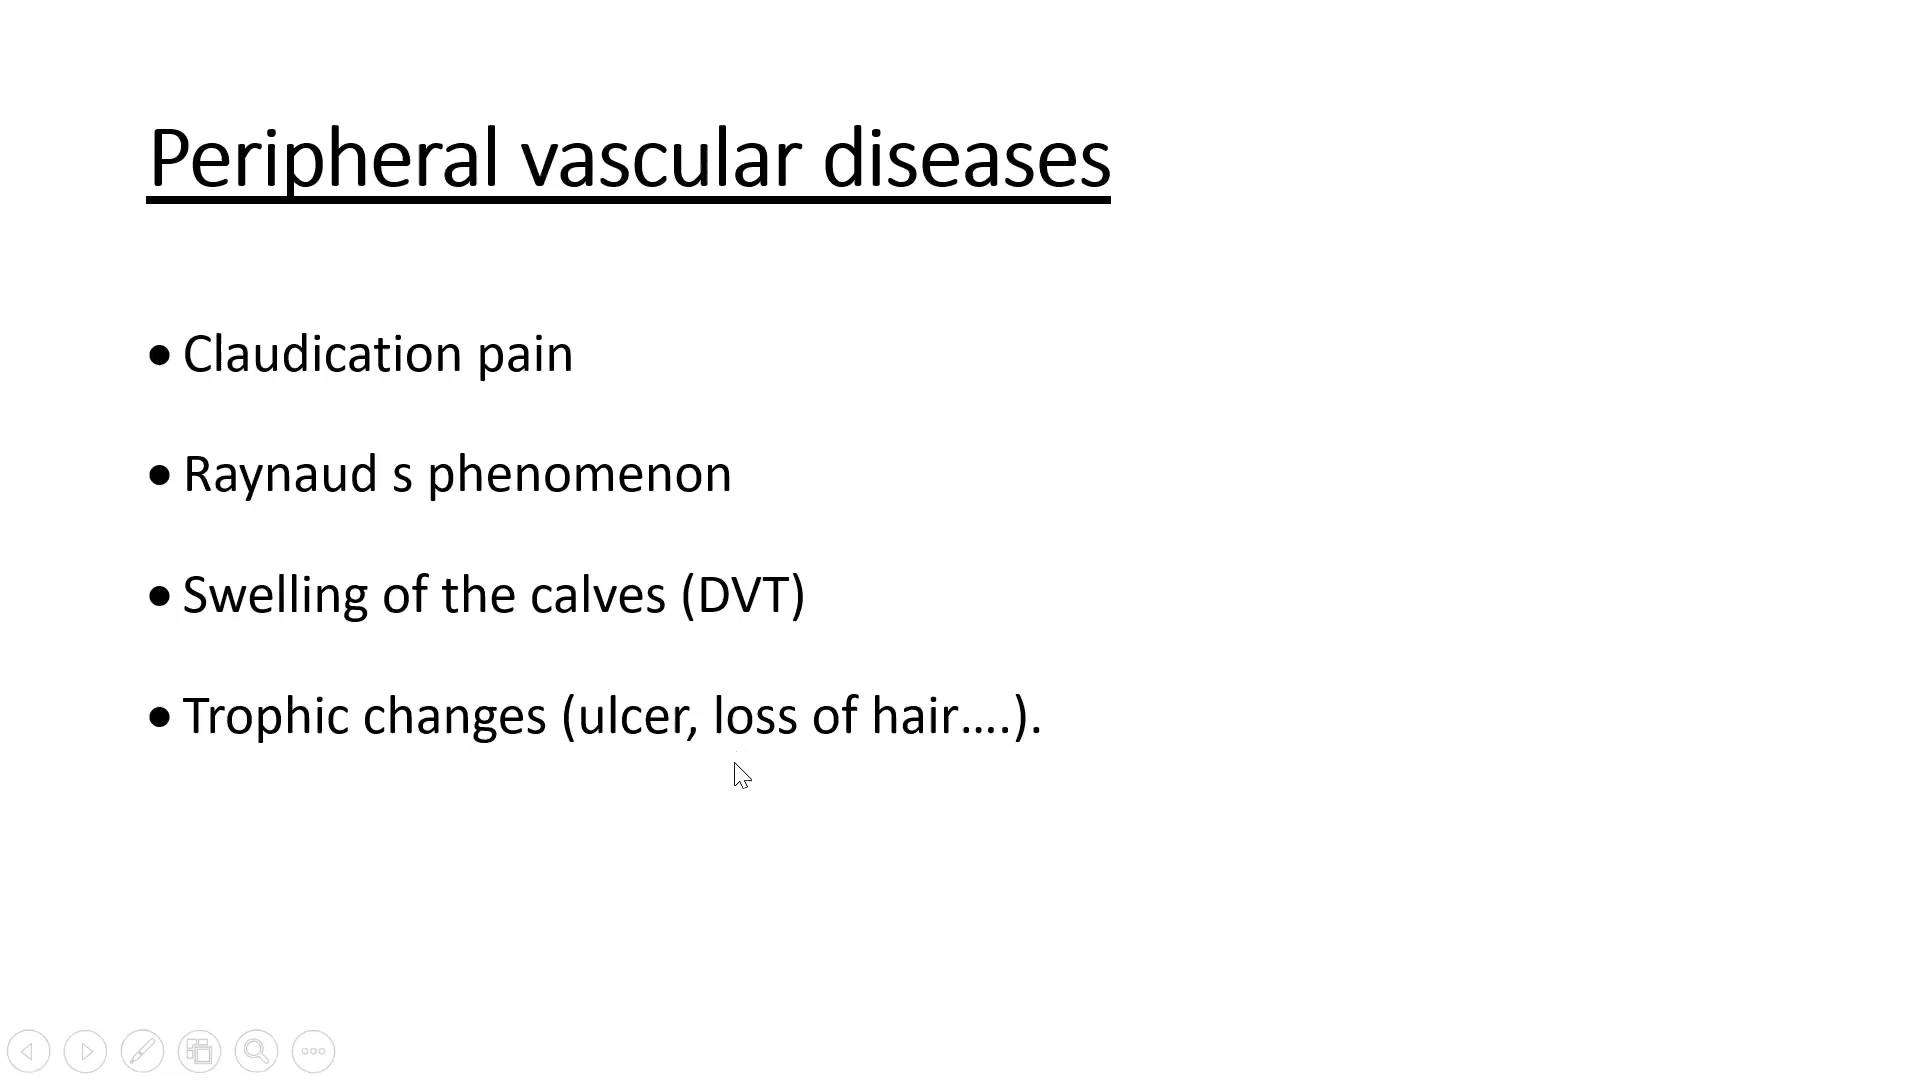 Peripheral vascular diseases
• Claudication pain
• Raynaud s phenomenon
• Swelling of the calves (DVT)
• Trophic changes (ulcer, loss of hair....).